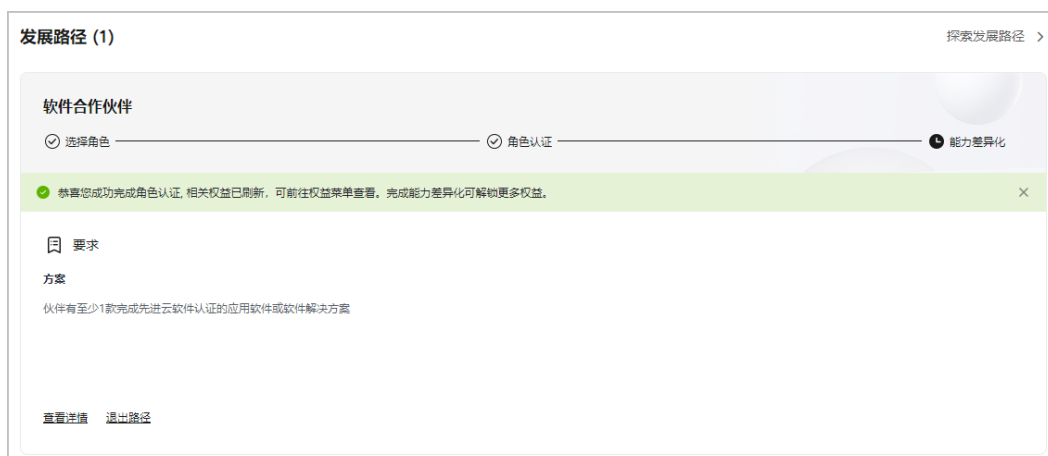 发展路径 (1)
探索发展路径
软件合作伙伴
选择角色
角色认证
能力差异化
恭喜您成功完成角色认证, 相关权益已刷新，可前往权益菜单查看。完成能力差异化可解锁更多权益。
要求
方案
伙伴有至少1款完成先进云软件认证的应用软件或软件解决方案
查看详情
退出路径